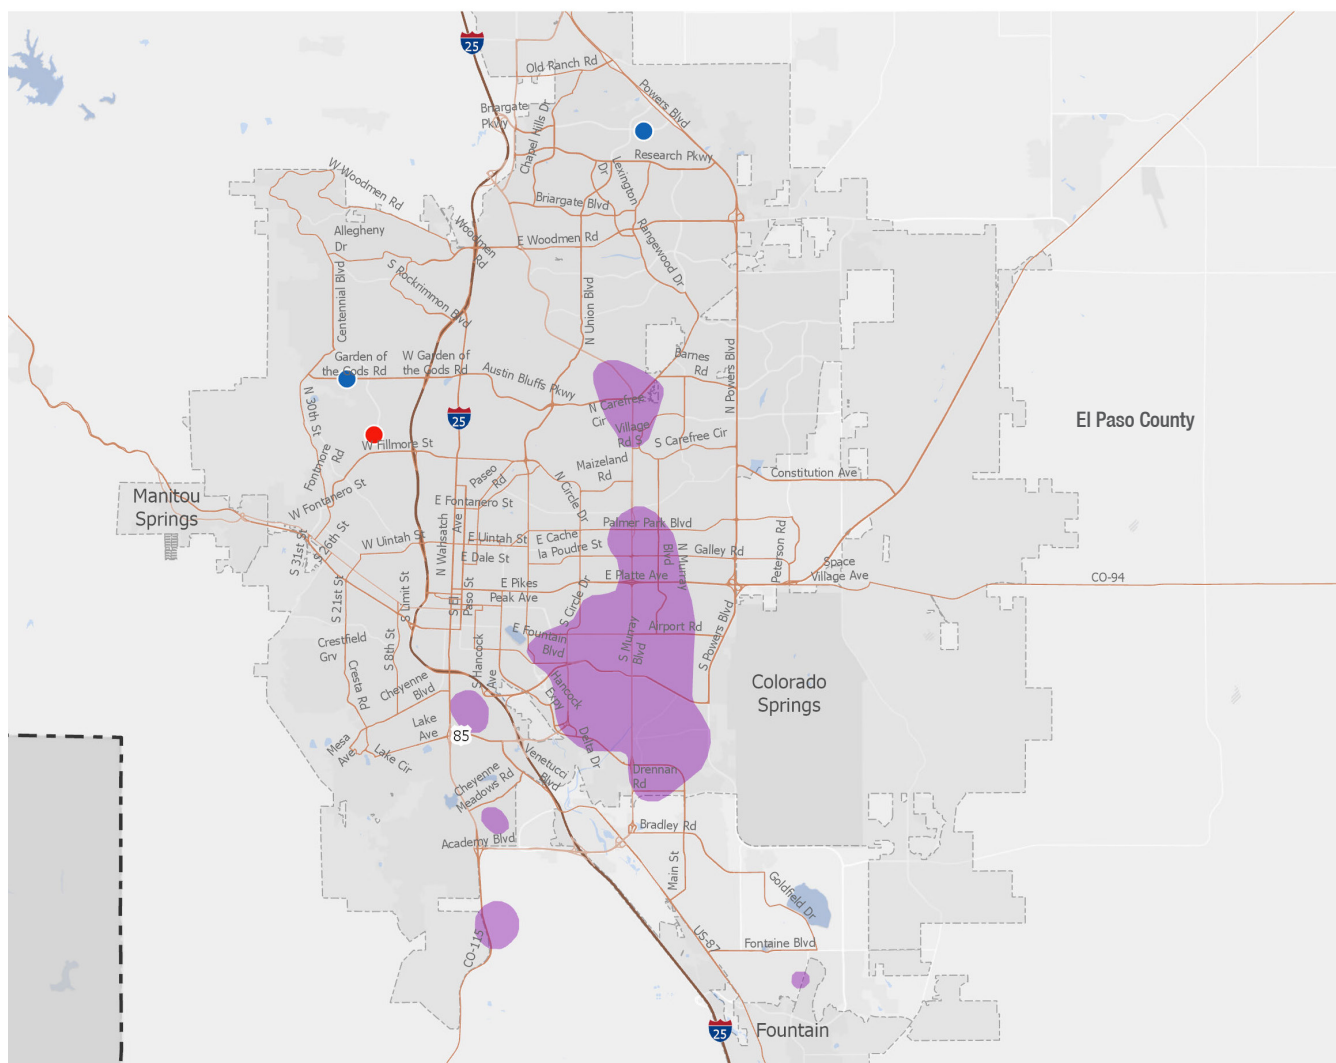 25
Old Ranch Rd
Powers Blvd
Briargate
Pkwy
Chapel Hills Dr
Research Pkwy
Lexington
Dr
W Woodmen Rd
Briargate Blvd
Allegheny
Dr
Woodmen
Rd
E Woodmen Rd
Rangewood Dr
S Rockrimmon Blvd
Centennial Blvd
N Union Blvd
Garden of
the Gods Rd
W Garden of
the Gods Rd
Austin Bluffs Pkwy
Barnes
Rd
N Powers Blvd
N 30th St
25
N Carefree
Cir
Village
Rd S
S Carefree Cir
El Paso County
W Fillmore St
Fontmore
Rd
Maizeland
Rd
Constitution Ave
Paseo
Rd
N Circle Dr
Manitou
Springs
W Fontanero St
E Fontanero St
N Wahsatch
Ave
Palmer Park Blvd
S 26th St
S 31st St
W Uintah St
E Uintah St
E Cache
la Poudre St
N Murray
Blvd
Galley Rd
Peterson Rd
E Dale St
Space
Village Ave
E Platte Ave
CO-94
E Pikes
Peak Ave
S El
Paso St
S Limit St
S 21st St
S Circle Dr
Airport Rd
S Powers Blvd
E Fountain
Blvd
S Murray
Blvd
Crestfield
Grv
S 8th St
S Hancock
Ave
Cresta Rd
Cheyenne
Blvd
Hancock
Expy
Colorado
Springs
Lake
Ave
85
Mesa
Ave
Lake Cir
Delta Dr
Venetucci
Blvd
Cheyenne
Meadows Rd
Drennan
Rd
Bradley Rd
Academy Blvd
Main St
Goldfield Dr
CO-115
US-87
Fontaine Blvd
25
Fountain